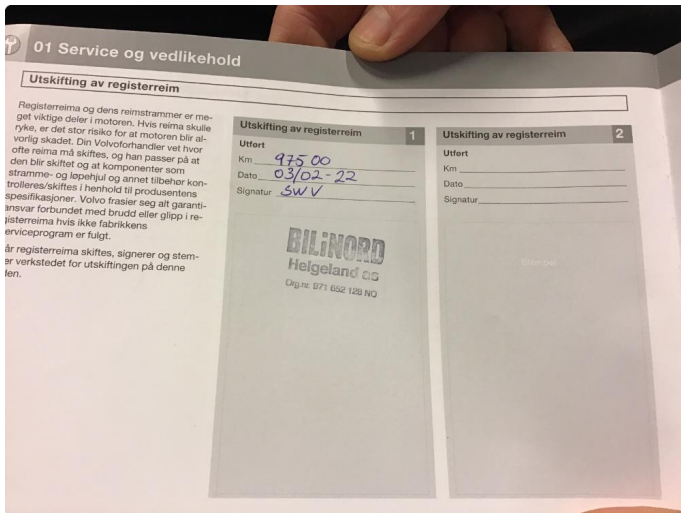 01 Service og vedlikehold
Utskifting av registerreim
Registerreima og dens reimstrammer er me-
get viktige deler i motoren. Hvis reima skulle
ryke, er det stor risiko for at motoren blir al-
vorlig skadet. Din Volvoforhandler vet hvor
ofte reima må skiftes, og han passer på at
den blir skiftet og at komponenter som
stramme- og løpehjul og annet tilbehør kon-
trolleres/skiftes i henhold til produsentens
spesifikasjoner. Volvo frasier seg alt garanti-
ansvar forbundet med brudd eller glipp i re-
gisterreima hvis ikke fabrikkens
erviceprogram er fulgt.
år registerreima skiftes, signerer og stem-
er verkstedet for utskiftingen på denne
den.
Utskifting av registerreim 1
Utført
Km 97500
Dato 03/02-22
Signatur SWV
BILiNORD
Helgeland as
Org.nr. 971 652 128 NO
Utskifting av registerreim 2
Utført
Km
Dato
Signatur
Stempel